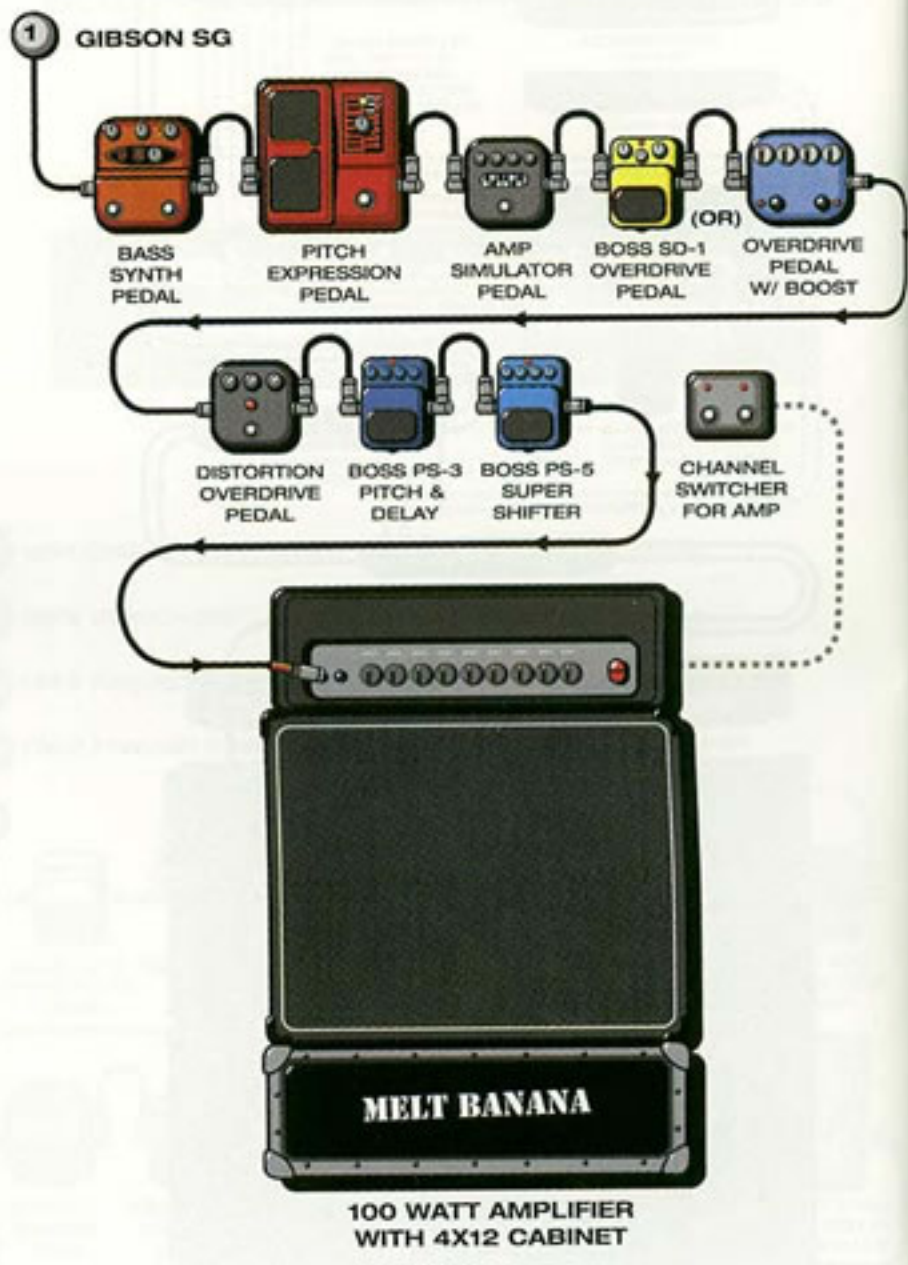 1 GIBSON SG
BASS
SYNTH
PEDAL
PITCH
EXPRESSION
PEDAL
AMP
SIMULATOR
PEDAL
BOSS SD-1
OVERDRIVE
PEDAL
(OR)
OVERDRIVE
PEDAL
W/ BOOST
DISTORTION
OVERDRIVE
PEDAL
BOSS PS-3
PITCH &
DELAY
BOSS PS-5
SUPER
SHIFTER
CHANNEL
SWITCHER
FOR AMP
MELT BANANA
100 WATT AMPLIFIER
WITH 4X12 CABINET